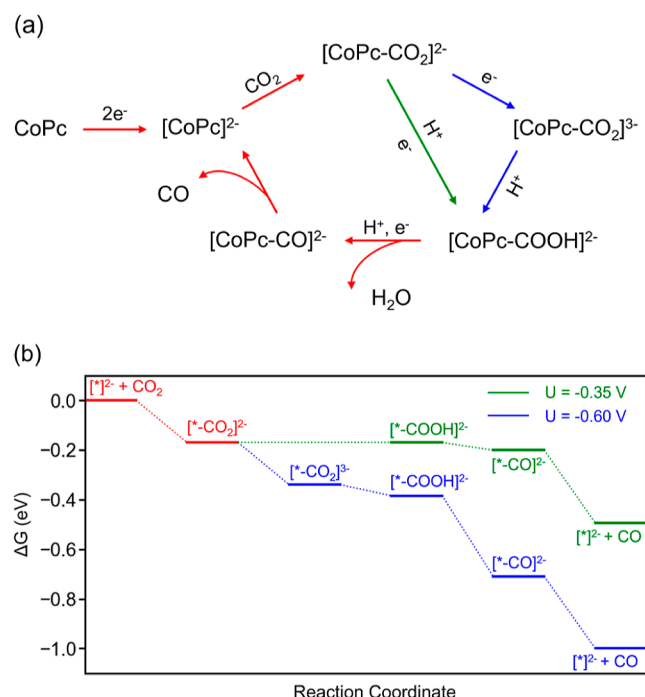 (a)
[CoPc-CO₂]²⁻
CO₂
e⁻
CoPc
2e⁻
[CoPc]²⁻
H⁺
e⁻
[CoPc-CO₂]³⁻
H⁺
CO
[CoPc-CO]²⁻
H⁺, e⁻
[CoPc-COOH]²⁻
H₂O
(b)
0.0
[*]²⁻ + CO₂
U = -0.35 V
U = -0.60 V
[*-CO₂]²⁻
[*-COOH]²⁻
−0.2
[*-CO]²⁻
[*-CO₂]³⁻
[*-COOH]²⁻
−0.4
[*]²⁻ + CO
ΔG (eV)
−0.6
[*-CO]²⁻
−0.8
−1.0
[*]²⁻ + CO
Reaction Coordinate